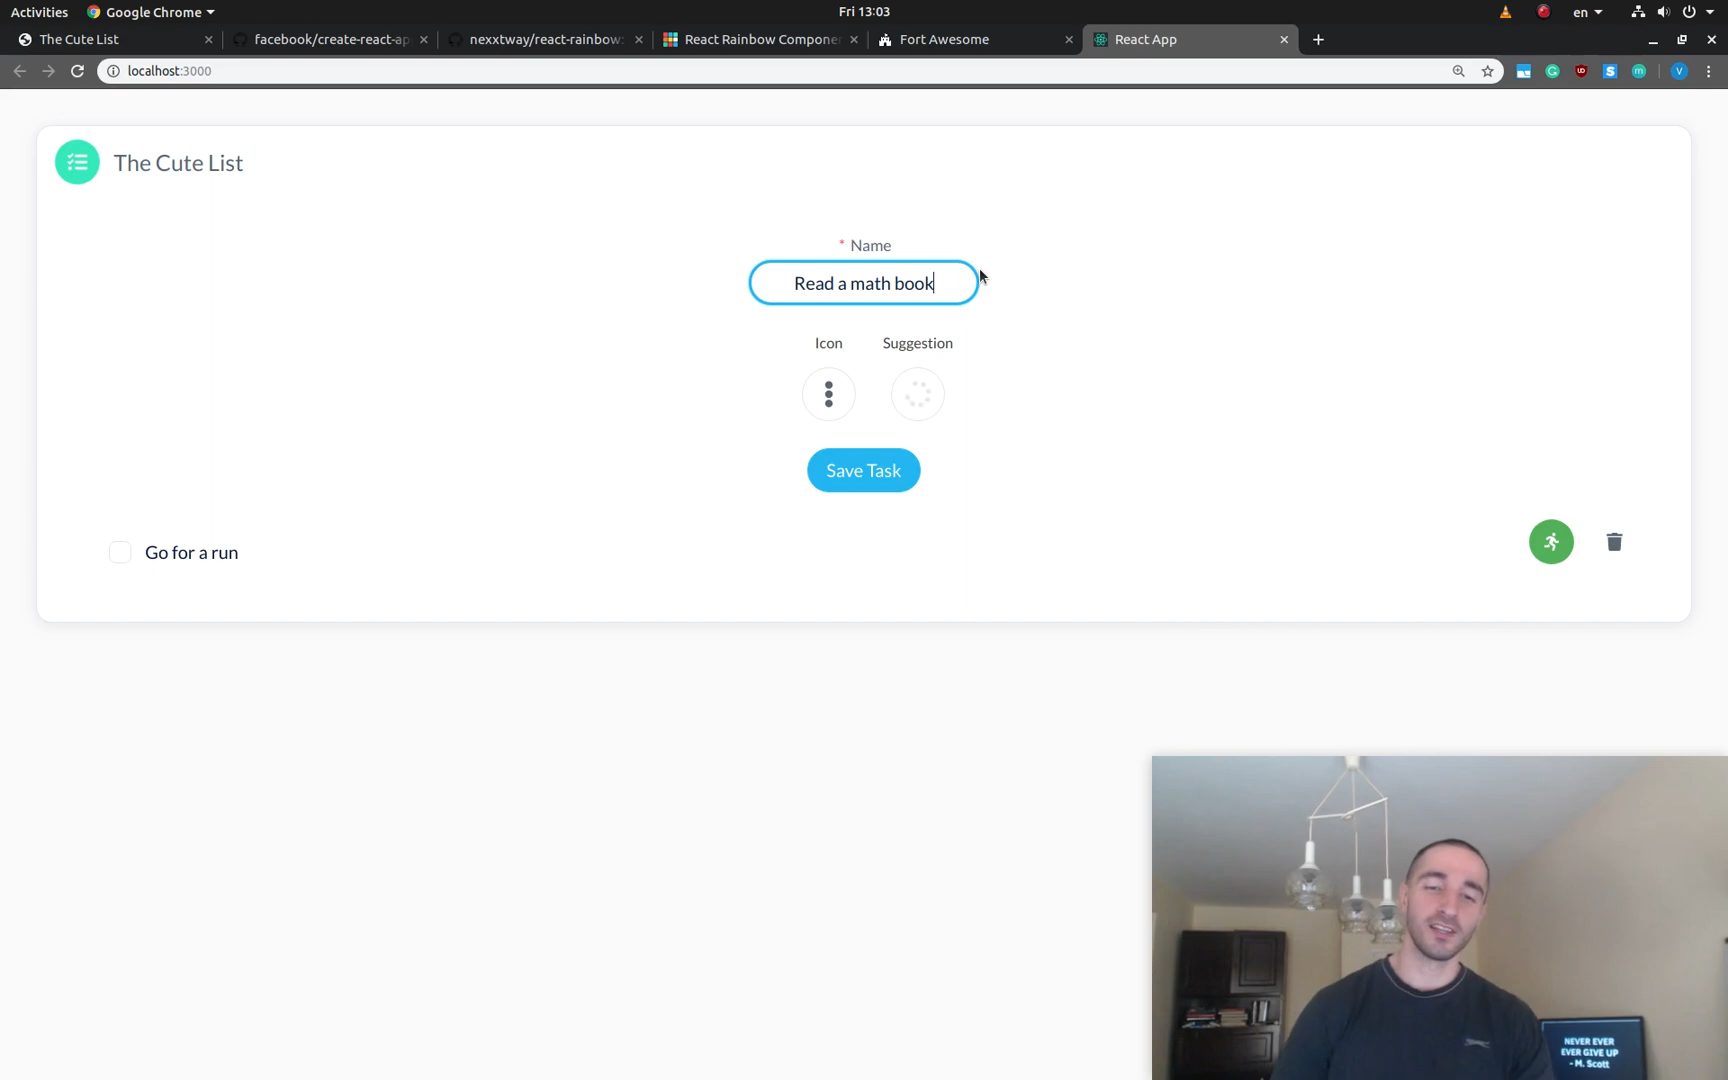 Activities Google Chrome Fri 13:03 en
The Cute List facebook/create-react-ap nexxtway/react-rainbow: React Rainbow Compone Fort Awesome React App
localhost:3000 V
The Cute List
* Name
Read a math book
Icon Suggestion
Save Task
Go for a run
NEVER EVER
EVER GIVE UP
- M. Scott